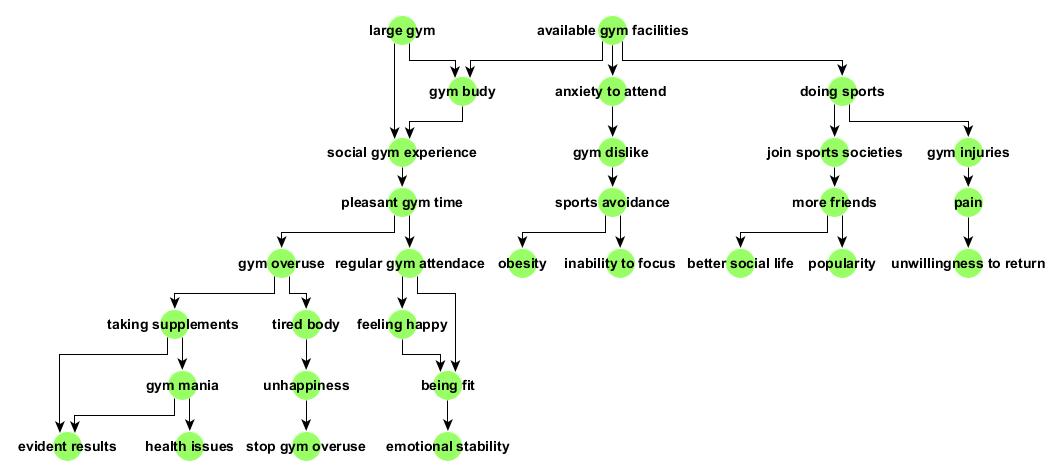 large gym
available gym facilities
gym budy
anxiety to attend
doing sports
social gym experience
gym dislike
join sports societies
gym injuries
pleasant gym time
sports avoidance
more friends
pain
gym overuse
regular gym attendace
obesity
inability to focus
better social life
popularity
unwillingness to return
taking supplements
tired body
feeling happy
gym mania
unhappiness
being fit
evident results
health issues
stop gym overuse
emotional stability